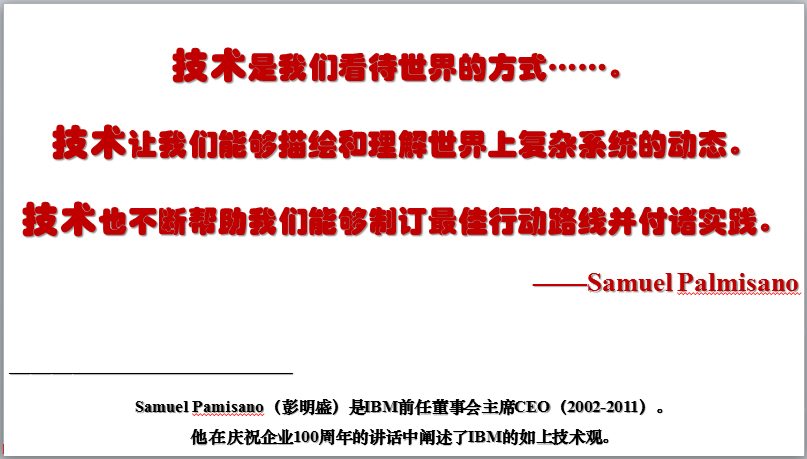 技术是我们看待世界的方式……。
技术让我们能够描绘和理解世界上复杂系统的动态。
技术也不断帮助我们能够制订最佳行动路线并付诸实践。
——Samuel Palmisano
Samuel Pamisano（彭明盛）是IBM前任董事会主席CEO（2002-2011）。
他在庆祝企业100周年的讲话中阐述了IBM的如上技术观。